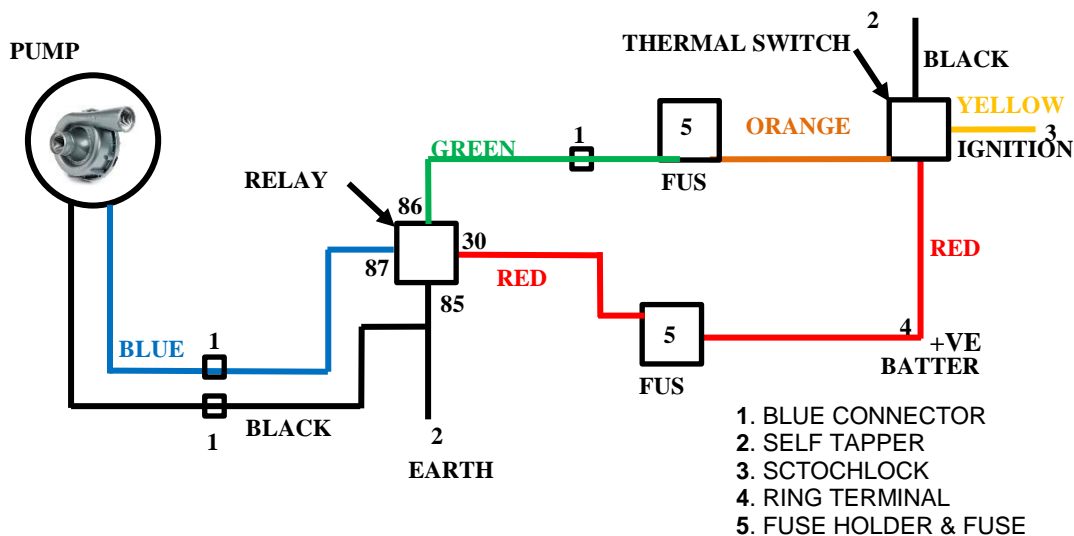 2
THERMAL SWITCH
PUMP
BLACK
YELLOW
5
ORANGE
1
3
GREEN
IGNITION
FUS
RELAY
86
30
RED
87
RED
85
5
4
1
BLUE
+VE
BATTER
FUS
BLACK
1
2
EARTH
1. BLUE CONNECTOR
2. SELF TAPPER
3. SCTOCHLOCK
4. RING TERMINAL
5. FUSE HOLDER & FUSE